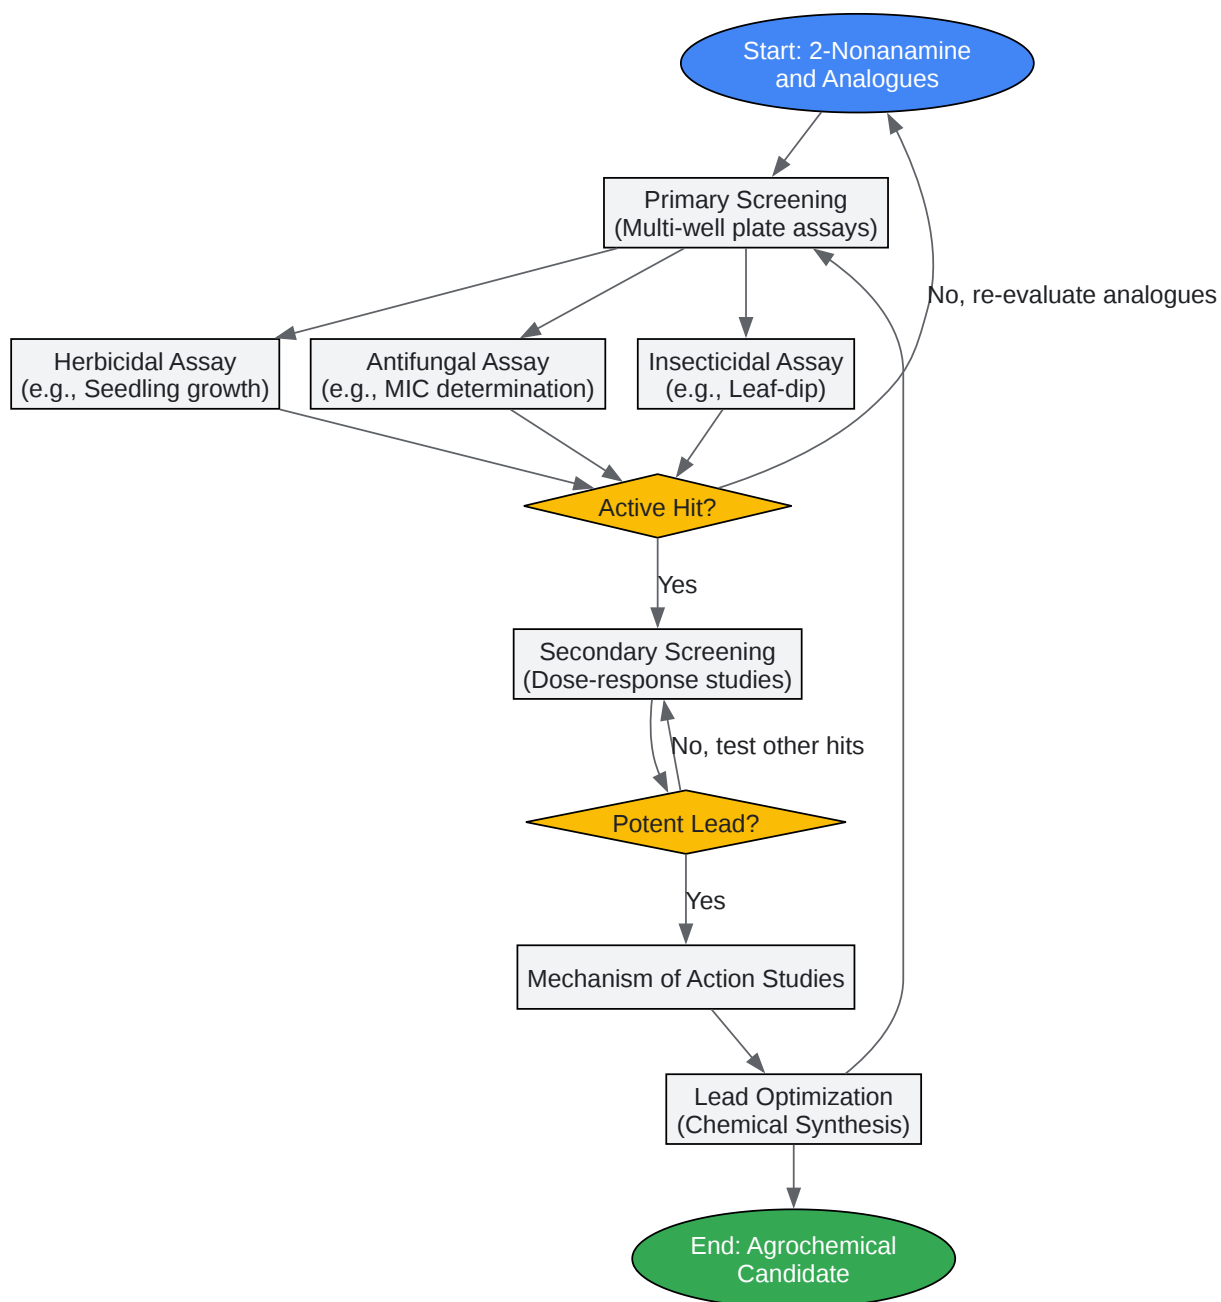 Start: 2-Nonanamine
and Analogues
Primary Screening
(Multi-well plate assays)
No, re-evaluate analogues
Herbicidal Assay
(e.g., Seedling growth)
Antifungal Assay
(e.g., MIC determination)
Insecticidal Assay
(e.g., Leaf-dip)
Active Hit?
Yes
Secondary Screening
(Dose-response studies)
No, test other hits
Potent Lead?
Yes
Mechanism of Action Studies
Lead Optimization
(Chemical Synthesis)
End: Agrochemical
Candidate